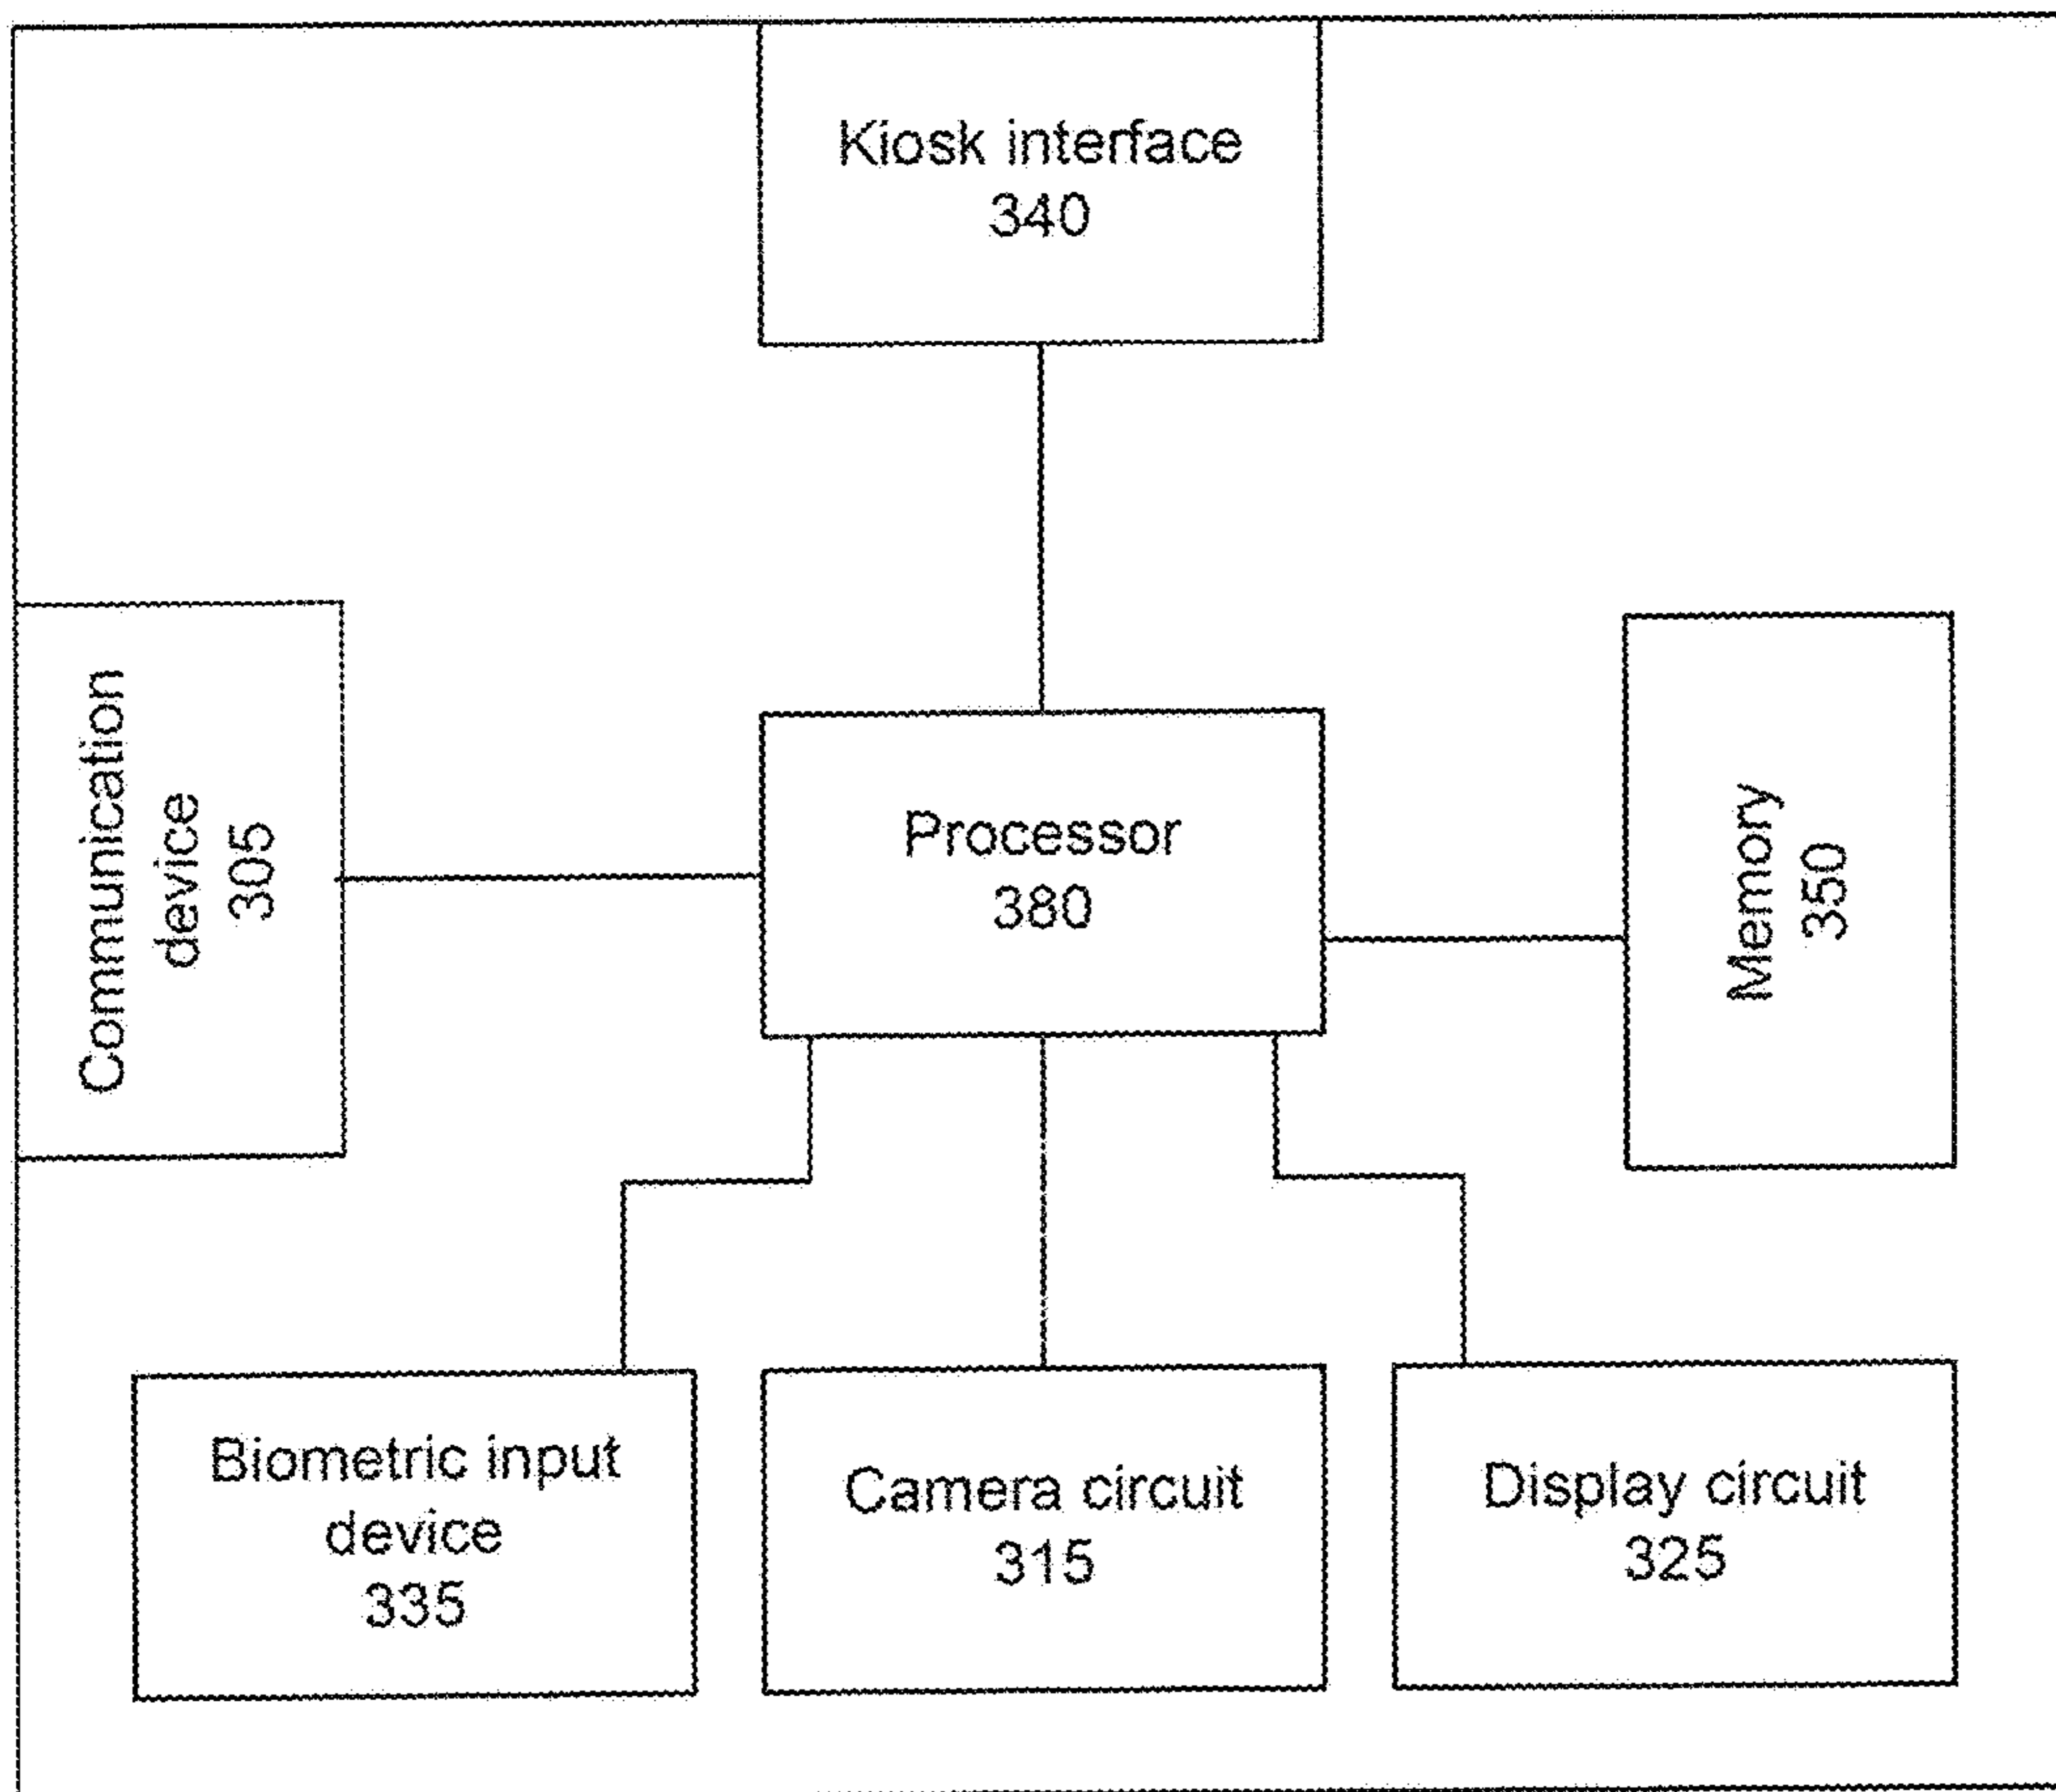 Kiosk interface
340
Communication
device
305
Processor
380
Memory
350
Biometric input
device
335
Camera circuit
315
Display circuit
325